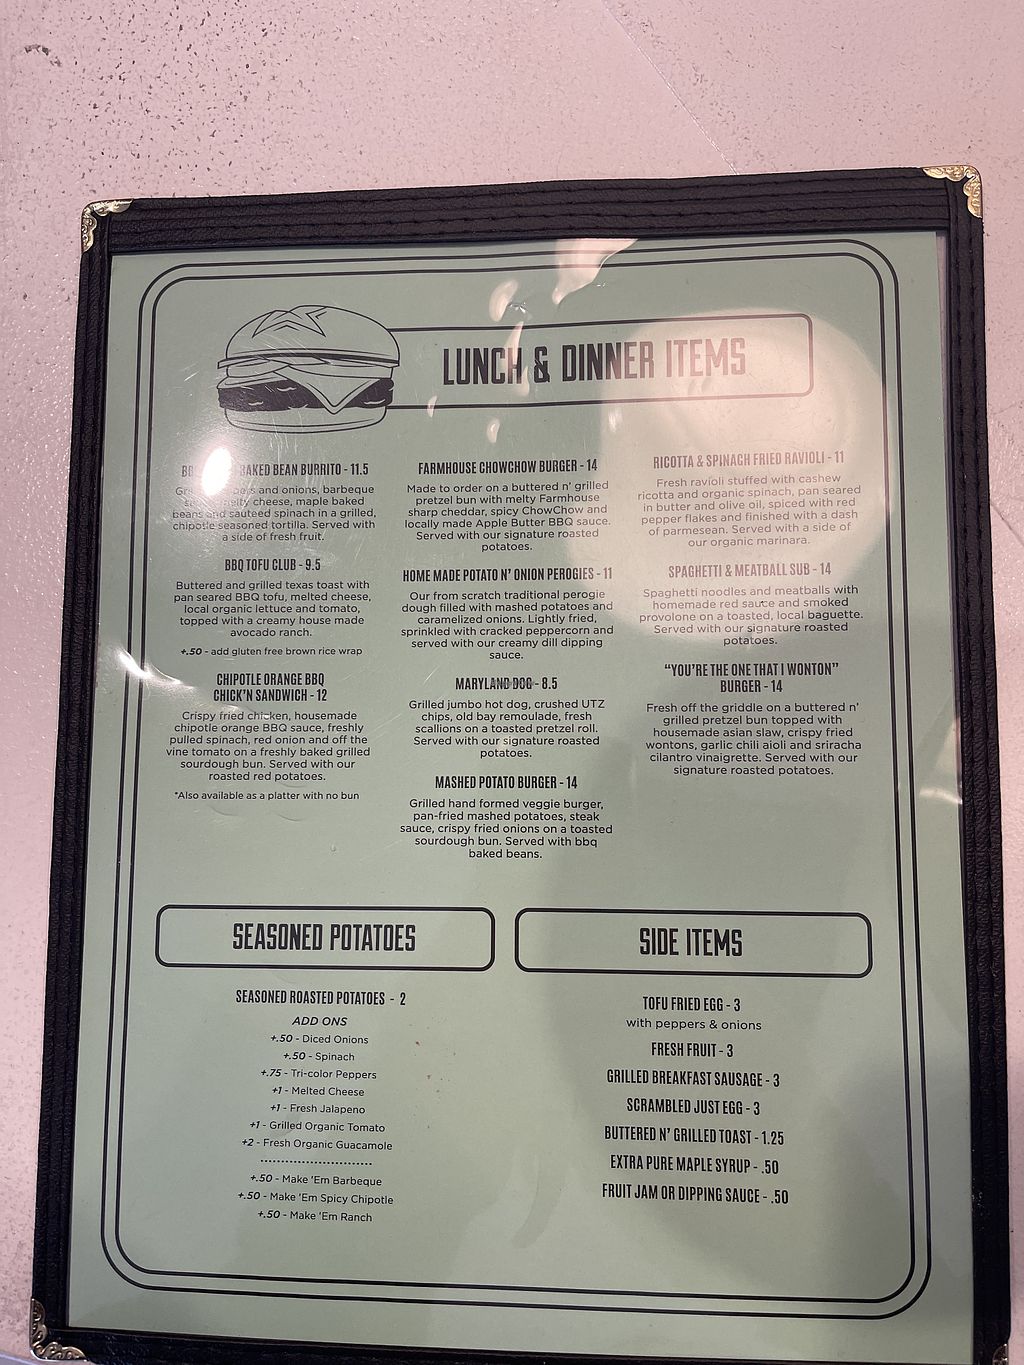 LUNCH & DINNER ITEMS
BAKED BEAN BURRITO - 11.5
and onions, barbeque
melty cheese, maple baked
beans and sauteed spinach in a grilled,
chipotle seasoned tortilla. Served with
a side of fresh fruit.
BBQ TOFU CLUB - 9.5
Buttered and grilled texas toast with
pan seared BBQ tofu, melted cheese,
local organic lettuce and tomato,
topped with a creamy house made
avocado ranch.
+.50 - add gluten free brown rice wrap
CHIPOTLE ORANGE BBQ
CHICK'N SANDWICH - 12
Crispy fried chicken, housemade
chipotle orange BBQ sauce, freshly
pulled spinach, red onion and off the
vine tomato on a freshly baked grilled
sourdough bun. Served with our
roasted red potatoes.
*Also available as a platter with no bun
FARMHOUSE CHOWCHOW BURGER - 14
Made to order on a buttered n' grilled
pretzel bun with melty Farmhouse
sharp cheddar, spicy ChowChow and
locally made Apple Butter BBQ sauce.
Served with our signature roasted
potatoes.
HOME MADE POTATO N' ONION PEROGIES - 11
Our from scratch traditional perogie
dough filled with mashed potatoes and
caramelized onions. Lightly fried,
sprinkled with cracked peppercorn and
served with our creamy dill dipping
sauce.
MARYLAND DOG - 8.5
Grilled jumbo hot dog, crushed UTZ
chips, old bay remoulade, fresh
scallions on a toasted pretzel roll.
Served with our signature roasted
potatoes.
MASHED POTATO BURGER - 14
Grilled hand formed veggie burger,
pan-fried mashed potatoes, steak
sauce, crispy fried onions on a toasted
sourdough bun. Served with bbq
baked beans.
RICOTTA & SPINAGH FRIED RAVIOLI - 11
Fresh ravioli stuffed with cashew
ricotta and organic spinach, pan seared
in butter and olive oil, spiced with red
pepper flakes and finished with a dash
of parmesean. Served with a side of
our organic marinara.
SPAGHETTI & MEATBALL SUB - 14
Spaghetti noodles and meatballs with
homemade red sauce and smoked
provolone on a toasted, local baguette.
Served with our signature roasted
potatoes.
“YOU'RE THE ONE THAT I WONTON”
BURGER - 14
Fresh off the griddle on a buttered n'
grilled pretzel bun topped with
housemade asian slaw, crispy fried
wontons, garlic chili aioli and sriracha
cilantro vinaigrette. Served with our
signature roasted potatoes.
SEASONED POTATOES
SEASONED ROASTED POTATOES - 2
ADD ONS
+.50 - Diced Onions
+.50 - Spinach
+.75 - Tri-color Peppers
+1 - Melted Cheese
+1 - Fresh Jalapeno
+1 - Grilled Organic Tomato
+2 - Fresh Organic Guacamole
+.50 - Make 'Em Barbeque
+.50 - Make 'Em Spicy Chipotle
+.50 - Make 'Em Ranch
SIDE ITEMS
TOFU FRIED EGG - 3
with peppers & onions
FRESH FRUIT - 3
GRILLED BREAKFAST SAUSAGE - 3
SCRAMBLED JUST EGG - 3
BUTTERED N' GRILLED TOAST - 1.25
EXTRA PURE MAPLE SYRUP - .50
FRUIT JAM OR DIPPING SAUCE - .50